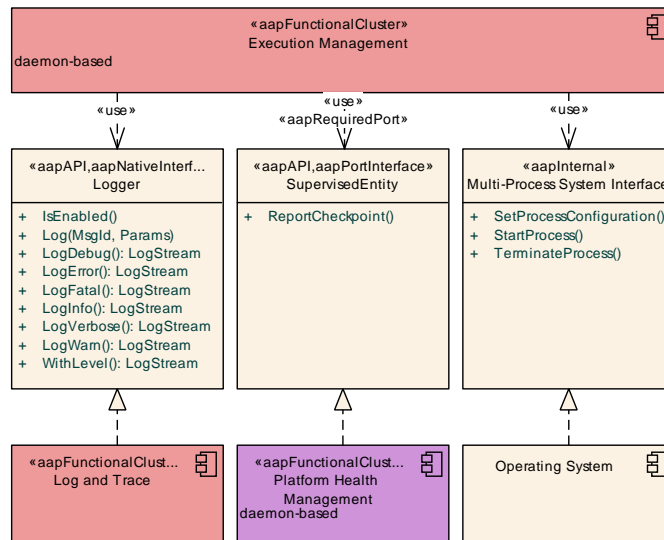 «aapFunctionalCluster»
Execution Management
daemon-based
«use»
«use»
«aapRequiredPort»
«use»
«aapAPI,aapNativeInterf...
Logger
+ IsEnabled()
+ Log(MsgId, Params)
+ LogDebug(): LogStream
+ LogError(): LogStream
+ LogFatal(): LogStream
+ LogInfo(): LogStream
+ LogVerbose(): LogStream
+ LogWarn(): LogStream
+ WithLevel(): LogStream
«aapAPI,aapPortInterface»
SupervisedEntity
+ ReportCheckpoint()
«aapInternal»
Multi-Process System Interface
+ SetProcessConfiguration()
+ StartProcess()
+ TerminateProcess()
«aapFunctionalClust...
Log and Trace
«aapFunctionalClust...
Platform Health
Management
daemon-based
Operating System